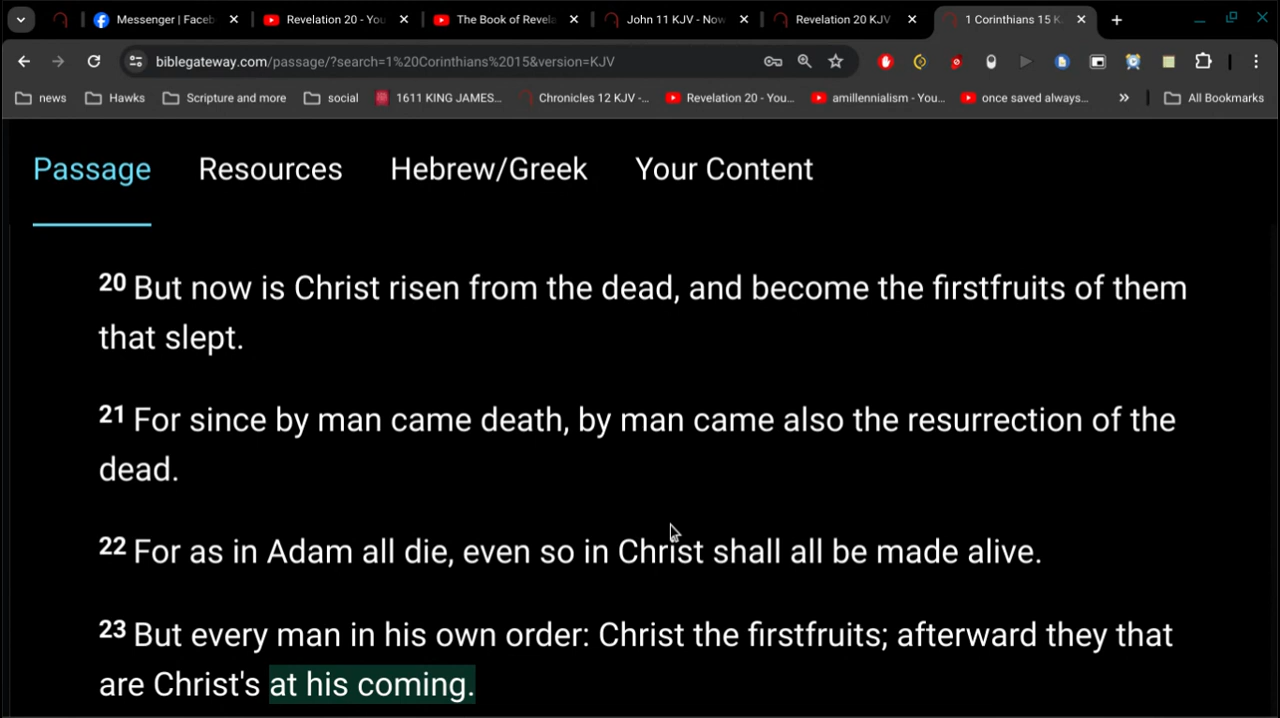 Messenger | Faceb
Revelation 20 - You
The Book of Revela
John 11 KJV - Now
Revelation 20 KJV
1 Corinthians 15 K
biblegateway.com/passage/?search=1%20Corinthians%2015&version=KJV
news
Hawks
Scripture and more
social
1611 KING JAMES...
Chronicles 12 KJV -...
Revelation 20 - You...
amillennialism - You...
once saved always...
»
All Bookmarks
Passage
Resources
Hebrew/Greek
Your Content
20 But now is Christ risen from the dead, and become the firstfruits of them
that slept.
21 For since by man came death, by man came also the resurrection of the
dead.
22 For as in Adam all die, even so in Christ shall all be made alive.
23 But every man in his own order: Christ the firstfruits; afterward they that
are Christ's at his coming.